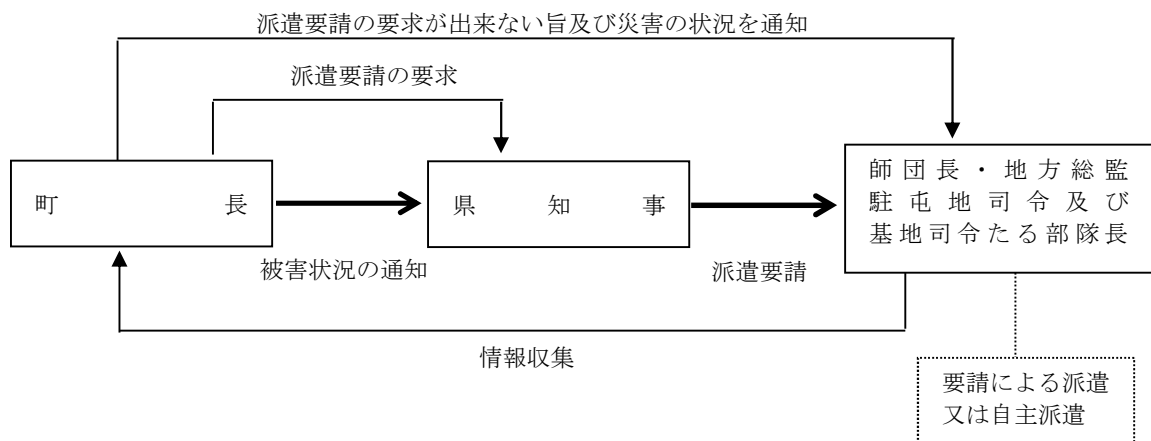 派遣要請の要求が出来ない旨及び災害の状況を通知
派遣要請の要求
町長
県知事
師団長・地方総監
駐屯地司令及び
基地司令たる部隊長
被害状況の通知
派遣要請
情報収集
要請による派遣
又は自主派遣